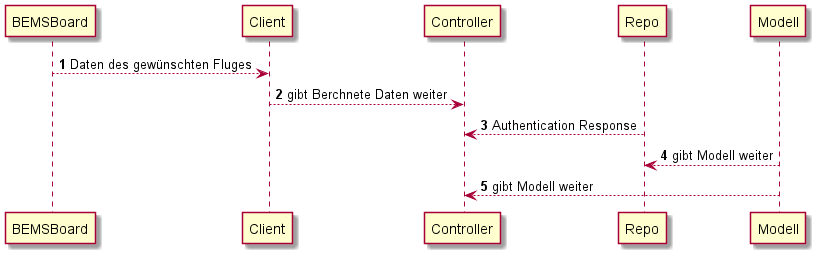 BEMSBoard Client Controller Repo Modell
1 Daten des gewünschten Fluges
2 gibt Berchnete Daten weiter
3 Authentication Response
4 gibt Modell weiter
5 gibt Modell weiter
BEMSBoard Client Controller Repo Modell